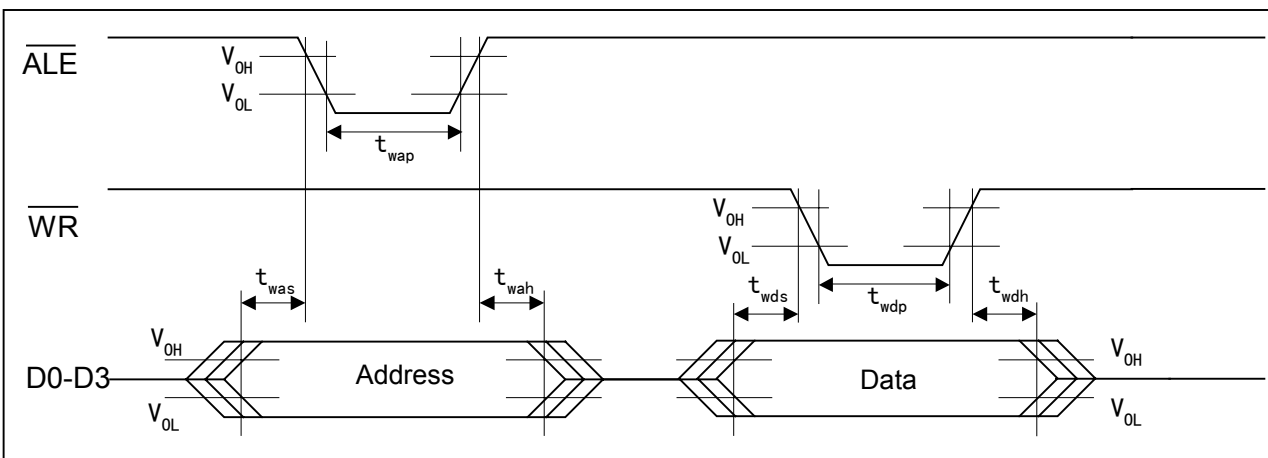 ALE
V_OH
V_OL
t_wap
WR
V_OH
V_OL
t_was
t_wah
t_wds
t_wdp
t_wdh
D0-D3
V_OH
V_OL
Address
Data
V_OH
V_OL